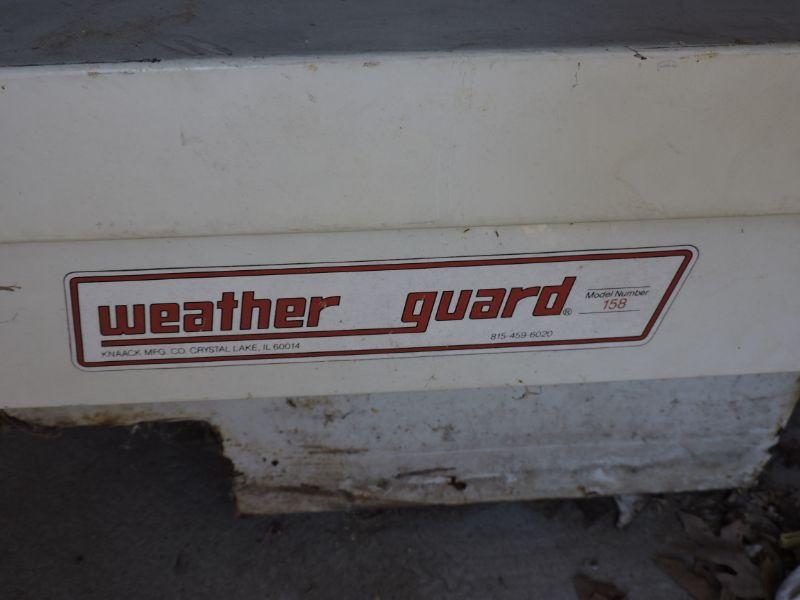 weather guard®
Model Number
158
815-459-6020
KNAACK MFG. CO. CRYSTAL LAKE, IL 60014